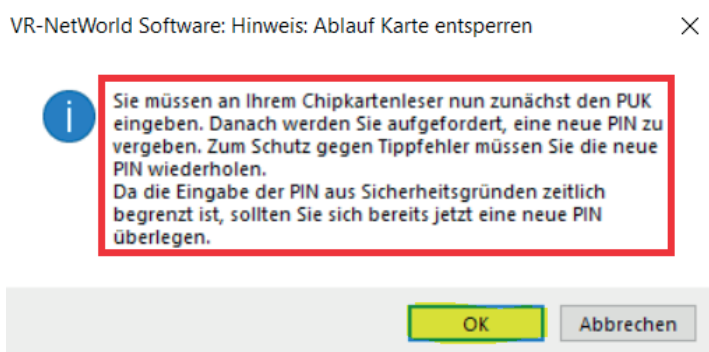 VR-NetWorld Software: Hinweis: Ablauf Karte entsperren
Sie müssen an Ihrem Chipkartenleser nun zunächst den PUK
eingeben. Danach werden Sie aufgefordert, eine neue PIN zu
vergeben. Zum Schutz gegen Tippfehler müssen Sie die neue
PIN wiederholen.
Da die Eingabe der PIN aus Sicherheitsgründen zeitlich
begrenzt ist, sollten Sie sich bereits jetzt eine neue PIN
überlegen.
OK
Abbrechen